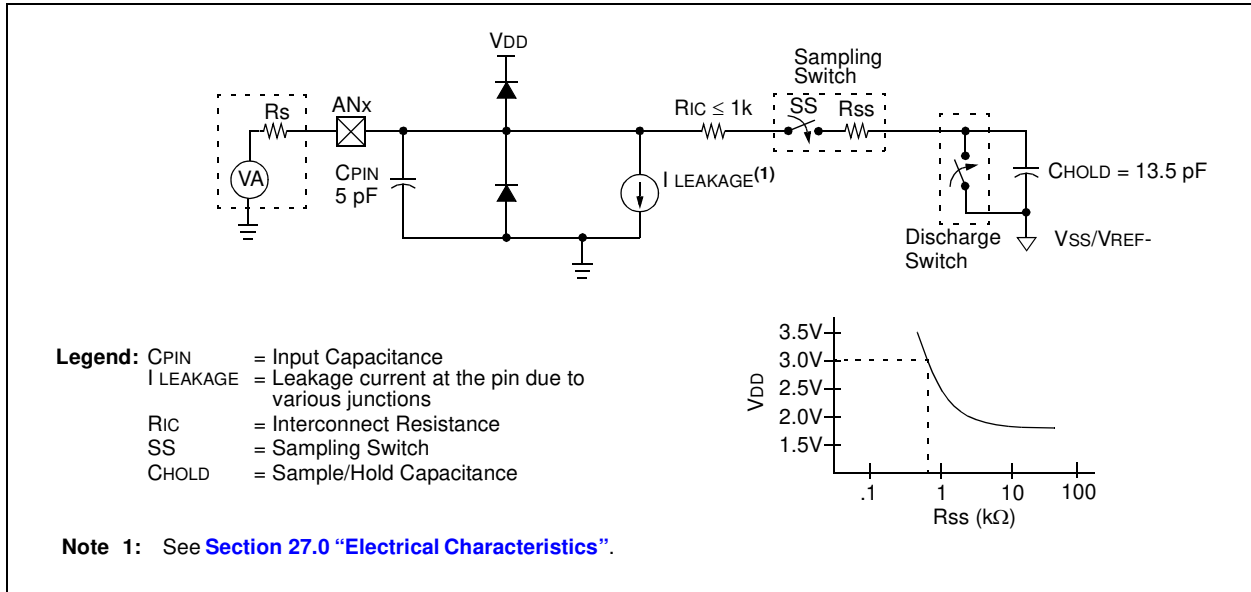 VDD
Sampling
Switch
Rs
ANx
RIC ≤ 1k
SS
Rss
VA
CPIN
5 pF
I LEAKAGE(1)
CHOLD = 13.5 pF
Discharge
Switch
VSS/VREF-
Legend: CPIN = Input Capacitance
I LEAKAGE = Leakage current at the pin due to
various junctions
RIC = Interconnect Resistance
SS = Sampling Switch
CHOLD = Sample/Hold Capacitance
VDD
3.5V
3.0V
2.5V
2.0V
1.5V
.1 1 10 100
Rss (kΩ)
Note 1: See Section 27.0 “Electrical Characteristics”.